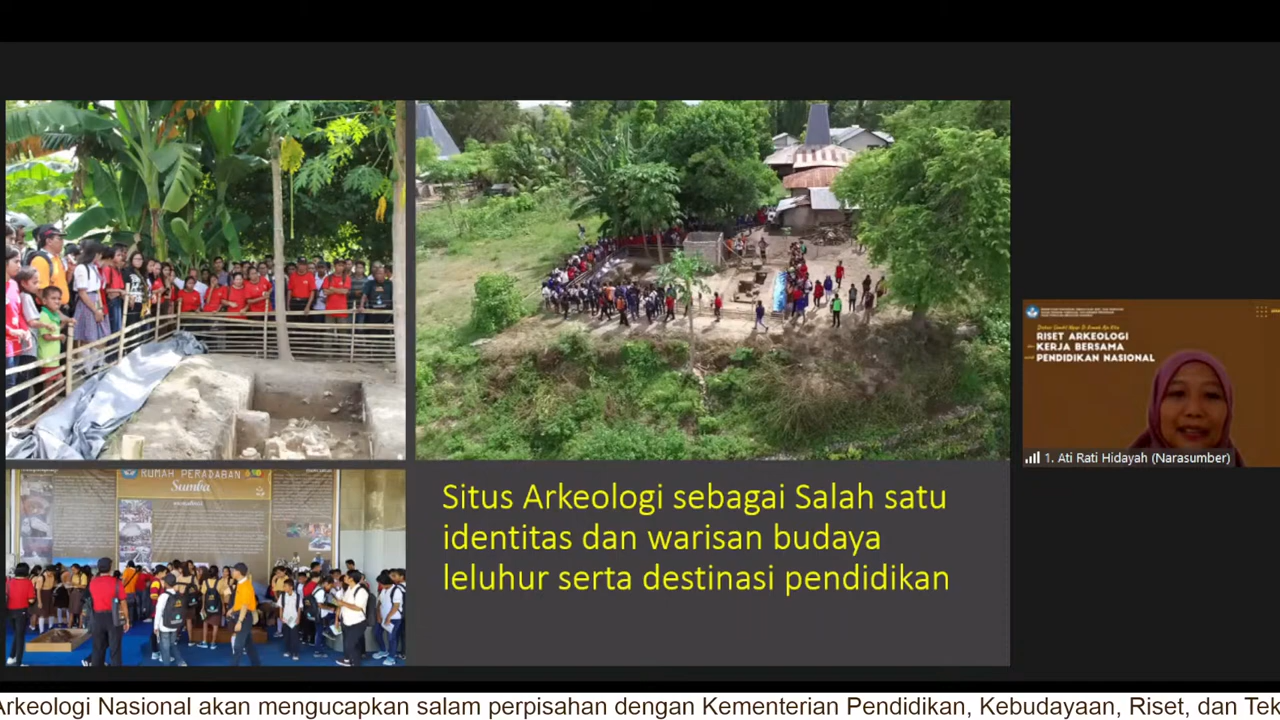 RUMAH PERADABAN
Sumba
Situs Arkeologi sebagai Salah satu
identitas dan warisan budaya
leluhur serta destinasi pendidikan
RISET ARKEOLOGI
KERJA BERSAMA
PENDIDIKAN NASIONAL
1. Ati Rati Hidayah (Narasumber)
Arkeologi Nasional akan mengucapkan salam perpisahan dengan Kementerian Pendidikan, Kebudayaan, Riset, dan Tek